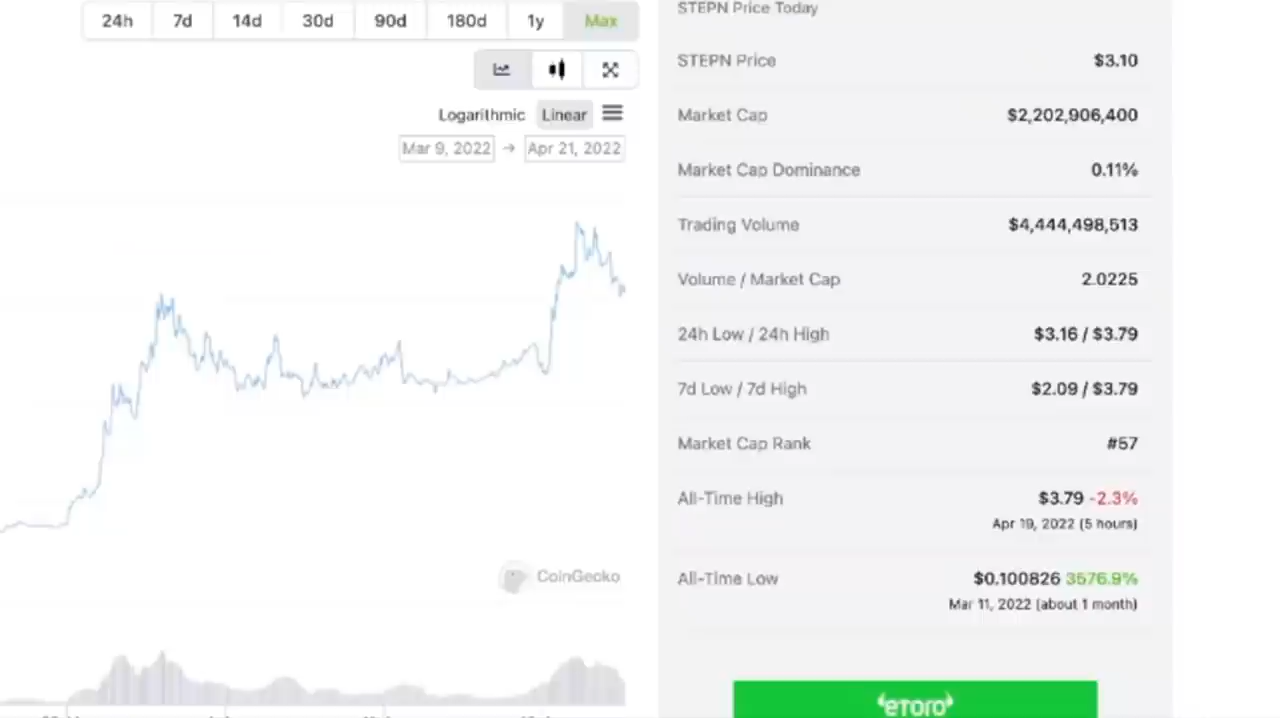 24h 7d 14d 30d 90d 180d 1y Max
Logarithmic Linear
Mar 9, 2022 → Apr 21, 2022
CoinGecko
STEPN Price Today
STEPN Price $3.10
Market Cap $2,202,906,400
Market Cap Dominance 0.11%
Trading Volume $4,444,498,513
Volume / Market Cap 2.0225
24h Low / 24h High $3.16 / $3.79
7d Low / 7d High $2.09 / $3.79
Market Cap Rank #57
All-Time High $3.79 -2.3%
Apr 19, 2022 (5 hours)
All-Time Low $0.100826 3576.9%
Mar 11, 2022 (about 1 month)
eToro